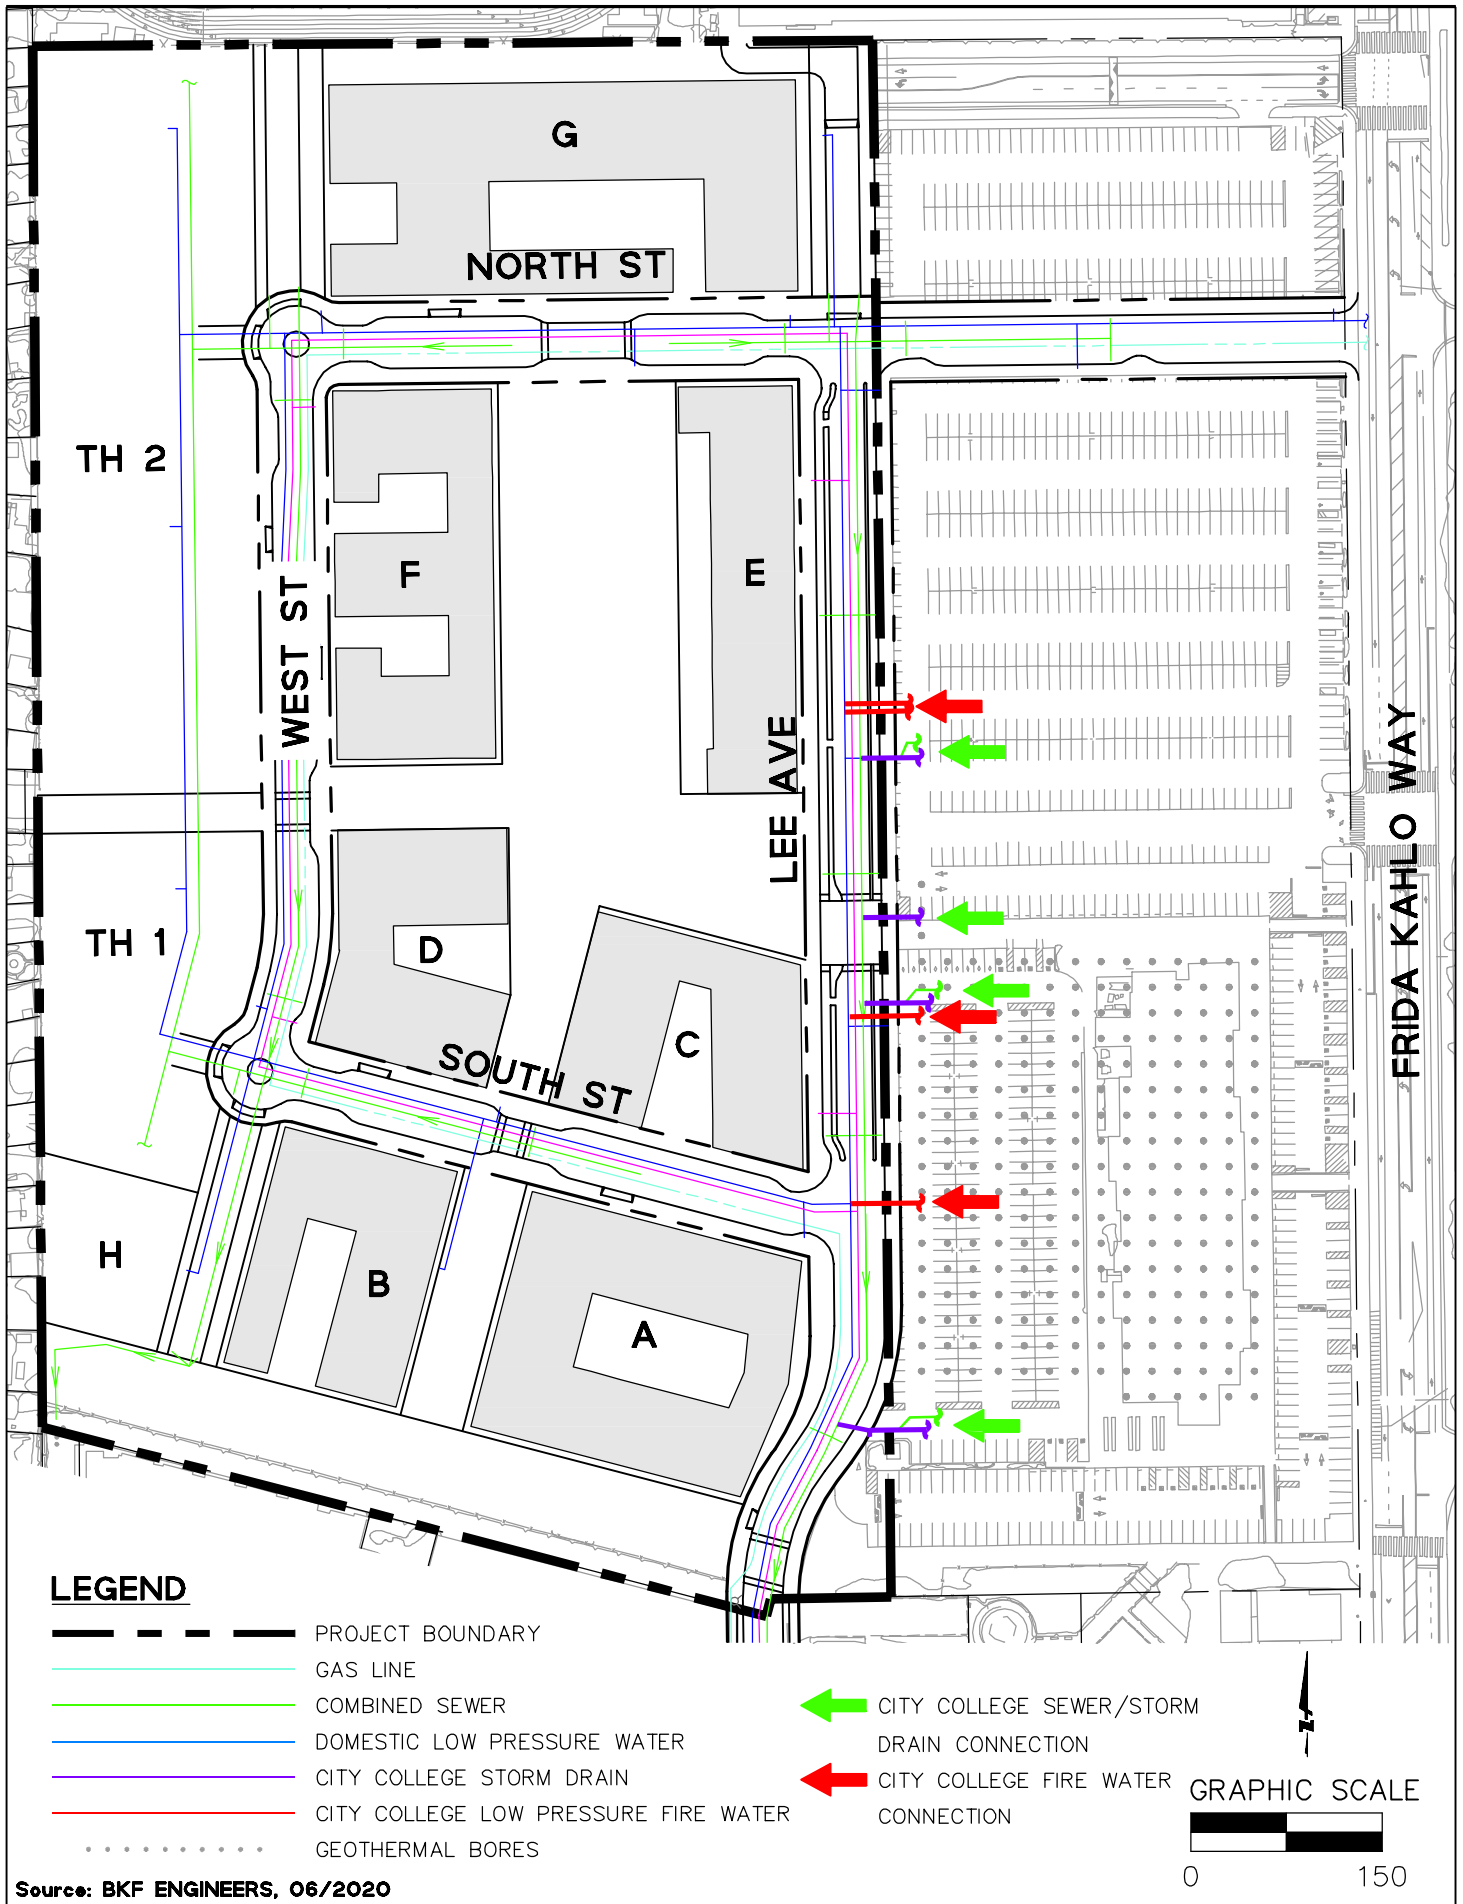 G
NORTH ST
TH 2
F
E
WEST ST
LEE AVE
FRIDA KAHLO WAY
TH 1
D
C
SOUTH ST
H
B
A
LEGEND
PROJECT BOUNDARY
GAS LINE
COMBINED SEWER
DOMESTIC LOW PRESSURE WATER
CITY COLLEGE STORM DRAIN
CITY COLLEGE LOW PRESSURE FIRE WATER
GEOTHERMAL BORES
CITY COLLEGE SEWER/STORM
DRAIN CONNECTION
CITY COLLEGE FIRE WATER
CONNECTION
GRAPHIC SCALE
0 150
Source: BKF ENGINEERS, 06/2020